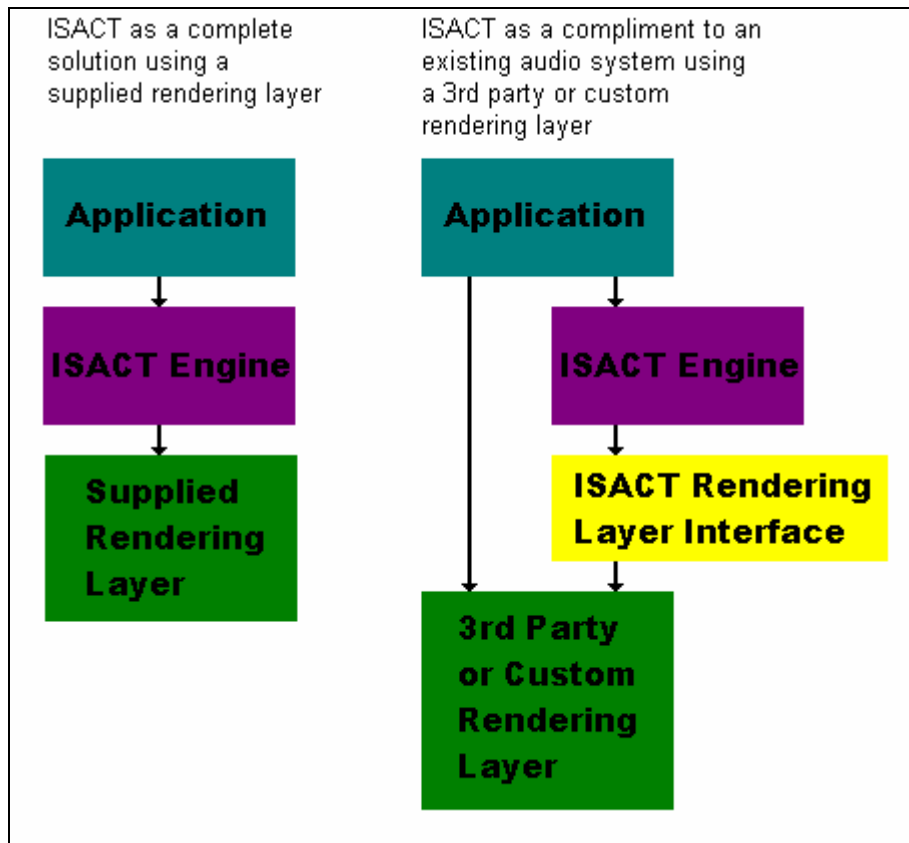 ISACT as a complete
solution using a
supplied rendering layer
Application
ISACT Engine
Supplied
Rendering
Layer
ISACT as a compliment to an
existing audio system using
a 3rd party or custom
rendering layer
Application
ISACT Engine
ISACT Rendering
Layer Interface
3rd Party
or Custom
Rendering
Layer